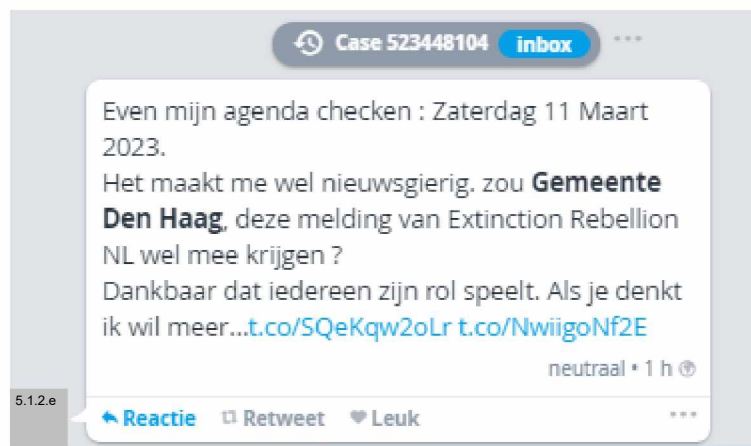 Case 523448104 inbox
Even mijn agenda checken : Zaterdag 11 Maart
2023.
Het maakt me wel nieuwsgierig. zou Gemeente
Den Haag, deze melding van Extinction Rebellion
NL wel mee krijgen ?
Dankbaar dat iedereen zijn rol speelt. Als je denkt
ik wil meer...t.co/SQeKqw2oLr t.co/NwiigoNf2E
neutraal • 1 h
5.1.2.e
Reactie Retweet Leuk